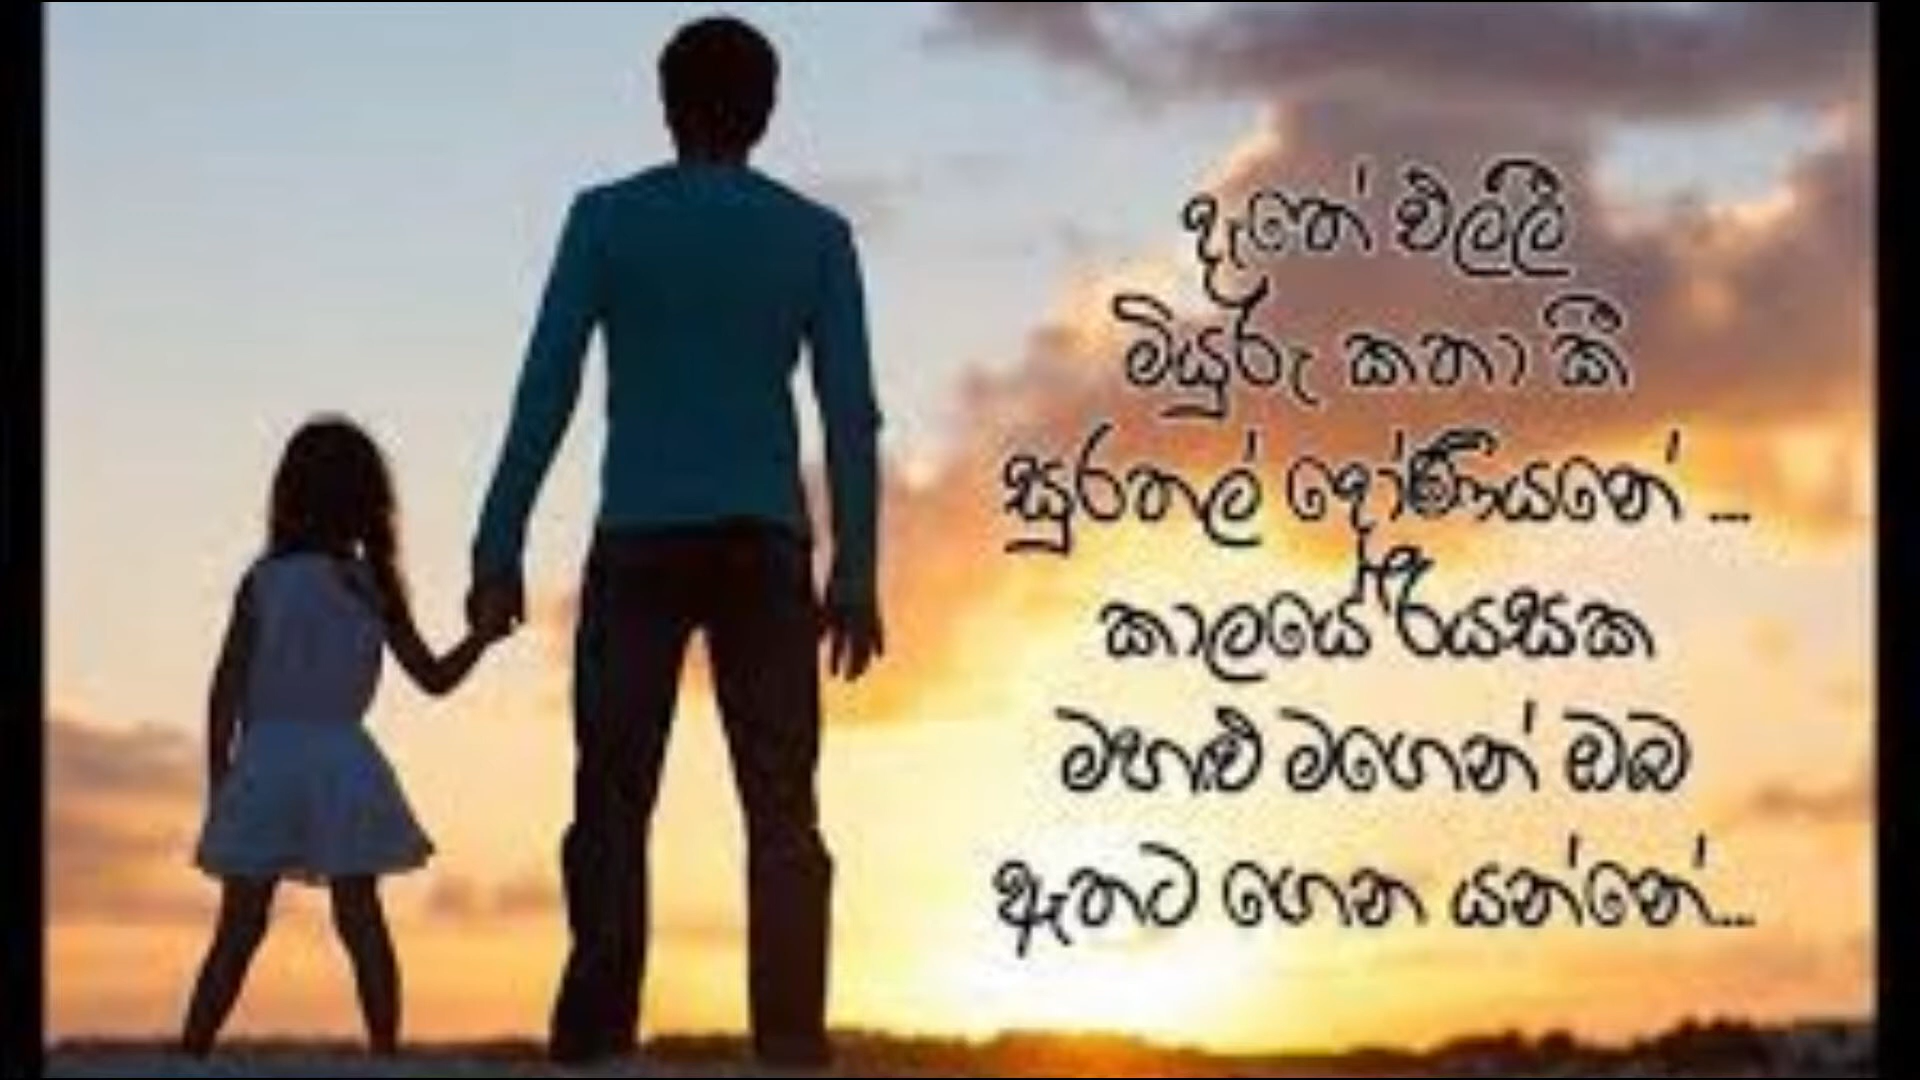 දෑතේ එල්ලී
මියුරු කතා කී
සුරතල් දෝණියනේ ...
කාලයේ රියසක
මහළු මගෙන් ඔබ
ඈතට ගෙන යන්නේ...